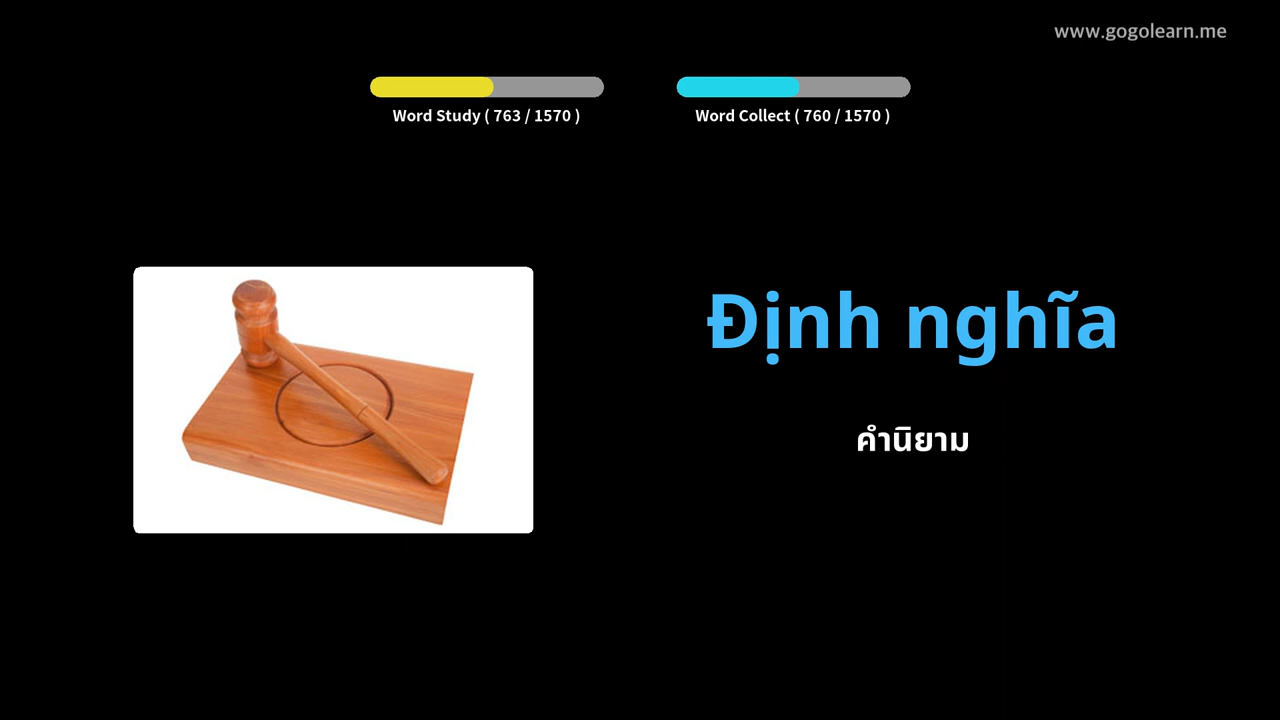 www.gogolearn.me
Word Study ( 763 / 1570 )
Word Collect ( 760 / 1570 )
Định nghĩa
คำนิยาม